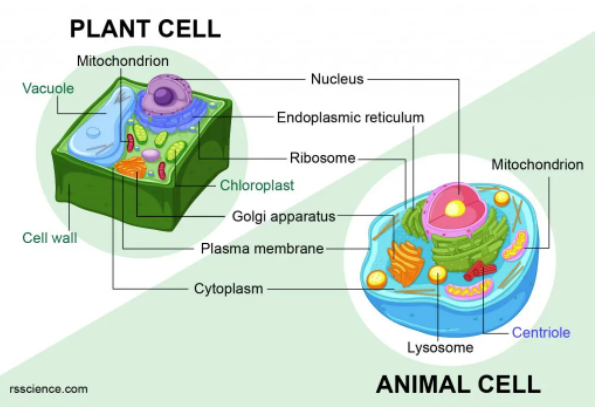 PLANT CELL
Mitochondrion
Vacuole
Nucleus
Endoplasmic reticulum
Ribosome
Mitochondrion
Chloroplast
Golgi apparatus
Cell wall
Plasma membrane
Cytoplasm
Centriole
Lysosome
rsscience.com
ANIMAL CELL